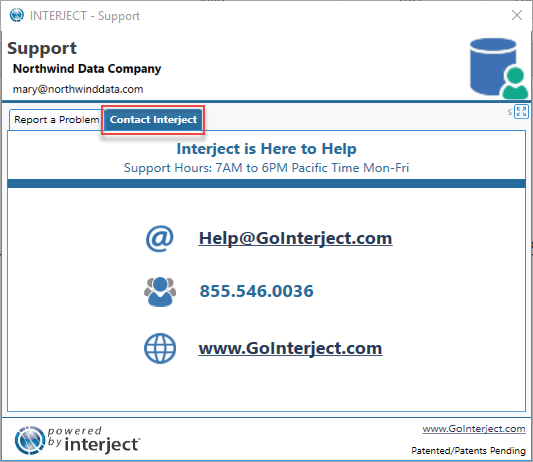 INTERJECT - Support
Support
Northwind Data Company
mary@northwinddata.com
Report a Problem
Contact Interject
s
Interject is Here to Help
Support Hours: 7AM to 6PM Pacific Time Mon-Fri
@
Help@GoInterject.com
855.546.0036
www.GoInterject.com
powered
by interject
www.GoInterject.com
Patented/Patents Pending